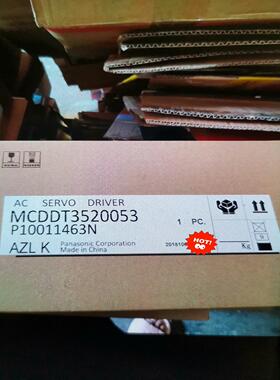 AC SERVO DRIVER
MCDDT3520053
P10011463N
1 PC.
AZL K
Panasonic Corporation
Made in China
HOT!
Kg